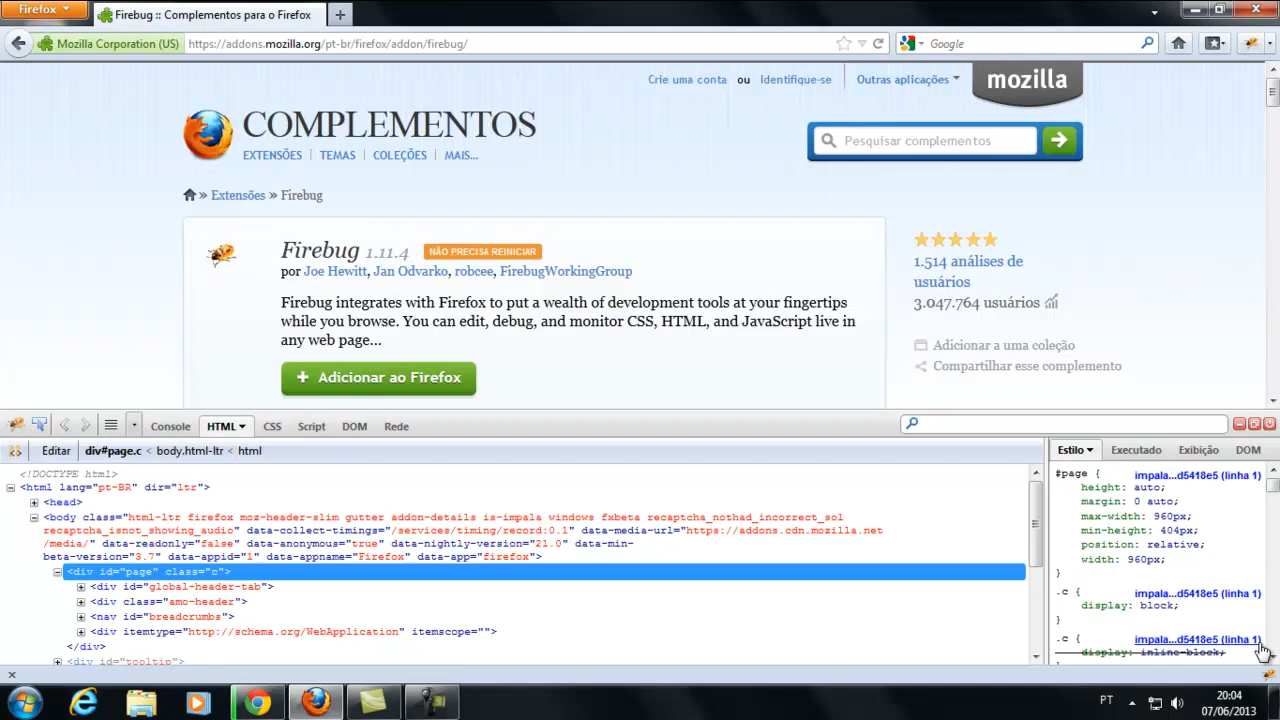 Firefox
Firebug :: Complementos para o Firefox
Mozilla Corporation (US)
https://addons.mozilla.org/pt-br/firefox/addon/firebug/
Google
Crie uma conta ou Identifique-se
Outras aplicações
mozilla
COMPLEMENTOS
EXTENSÕES
TEMAS
COLEÇÕES
MAIS...
Pesquisar complementos
» Extensões » Firebug
Firebug 1.11.4
NÃO PRECISA REINICIAR
por Joe Hewitt, Jan Odvarko, robcee, FirebugWorkingGroup
Firebug integrates with Firefox to put a wealth of development tools at your fingertips
while you browse. You can edit, debug, and monitor CSS, HTML, and JavaScript live in
any web page...
+ Adicionar ao Firefox
1.514 análises de
usuários
3.047.764 usuários
Adicionar a uma coleção
Compartilhar esse complemento
Console
HTML
CSS
Script
DOM
Rede
Editar
div#page.c < body.html-ltr < html
Estilo
Executado
Exibição
DOM
<!DOCTYPE html>
<html lang="pt-BR" dir="ltr">
<head>
<body class="html-ltr firefox moz-header-slim gutter addon-details is-impala windows fxbeta recaptcha_nothad_incorrect_sol
recaptcha_isnot_showing_audio" data-collect-timings="/services/timing/record:0.1" data-media-url="https://addons.cdn.mozilla.net
/media/" data-readonly="false" data-anonymous="true" data-nightly-version="21.0" data-min-
beta-version="3.7" data-appid="1" data-appname="Firefox" data-app="firefox">
<div id="page" class="c">
<div id="global-header-tab">
<div class="amo-header">
<nav id="breadcrumbs">
<div itemtype="http://schema.org/WebApplication" itemscope="">
</div>
<div id="tooltip">
#page {
impala...d5418e5 (linha 1)
height: auto;
margin: 0 auto;
max-width: 960px;
min-height: 404px;
position: relative;
width: 960px;
}
.c {
impala...d5418e5 (linha 1)
display: block;
}
.c {
impala...d5418e5 (linha 1)
display: inline-block;
PT
20:04
07/06/2013